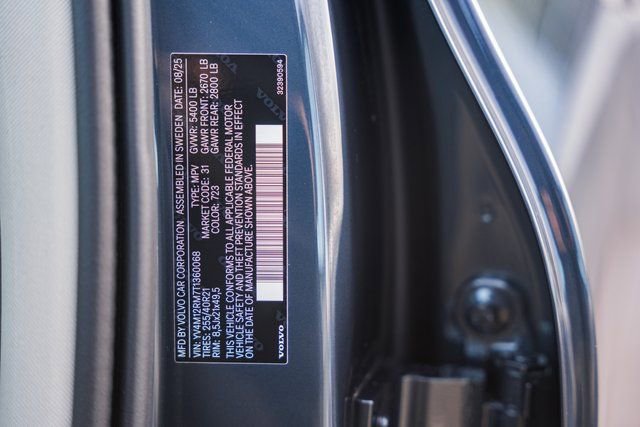 MFD BY VOLVO CAR CORPORATION ASSEMBLED IN SWEDEN DATE: 08/25
VIN: YV4M12RM7T1360068 TYPE: MPV GVWR: 5400 LB
TIRES: 255/40R21 MARKET CODE: 31 GAWR FRONT: 2670 LB
RIM: 8,5Jx21x49,5 COLOR: 723 GAWR REAR: 2800 LB
THIS VEHICLE CONFORMS TO ALL APPLICABLE FEDERAL MOTOR
VEHICLE SAFETY AND THEFT PREVENTION STANDARDS IN EFFECT
ON THE DATE OF MANUFACTURE SHOWN ABOVE.
VOLVO
32390594